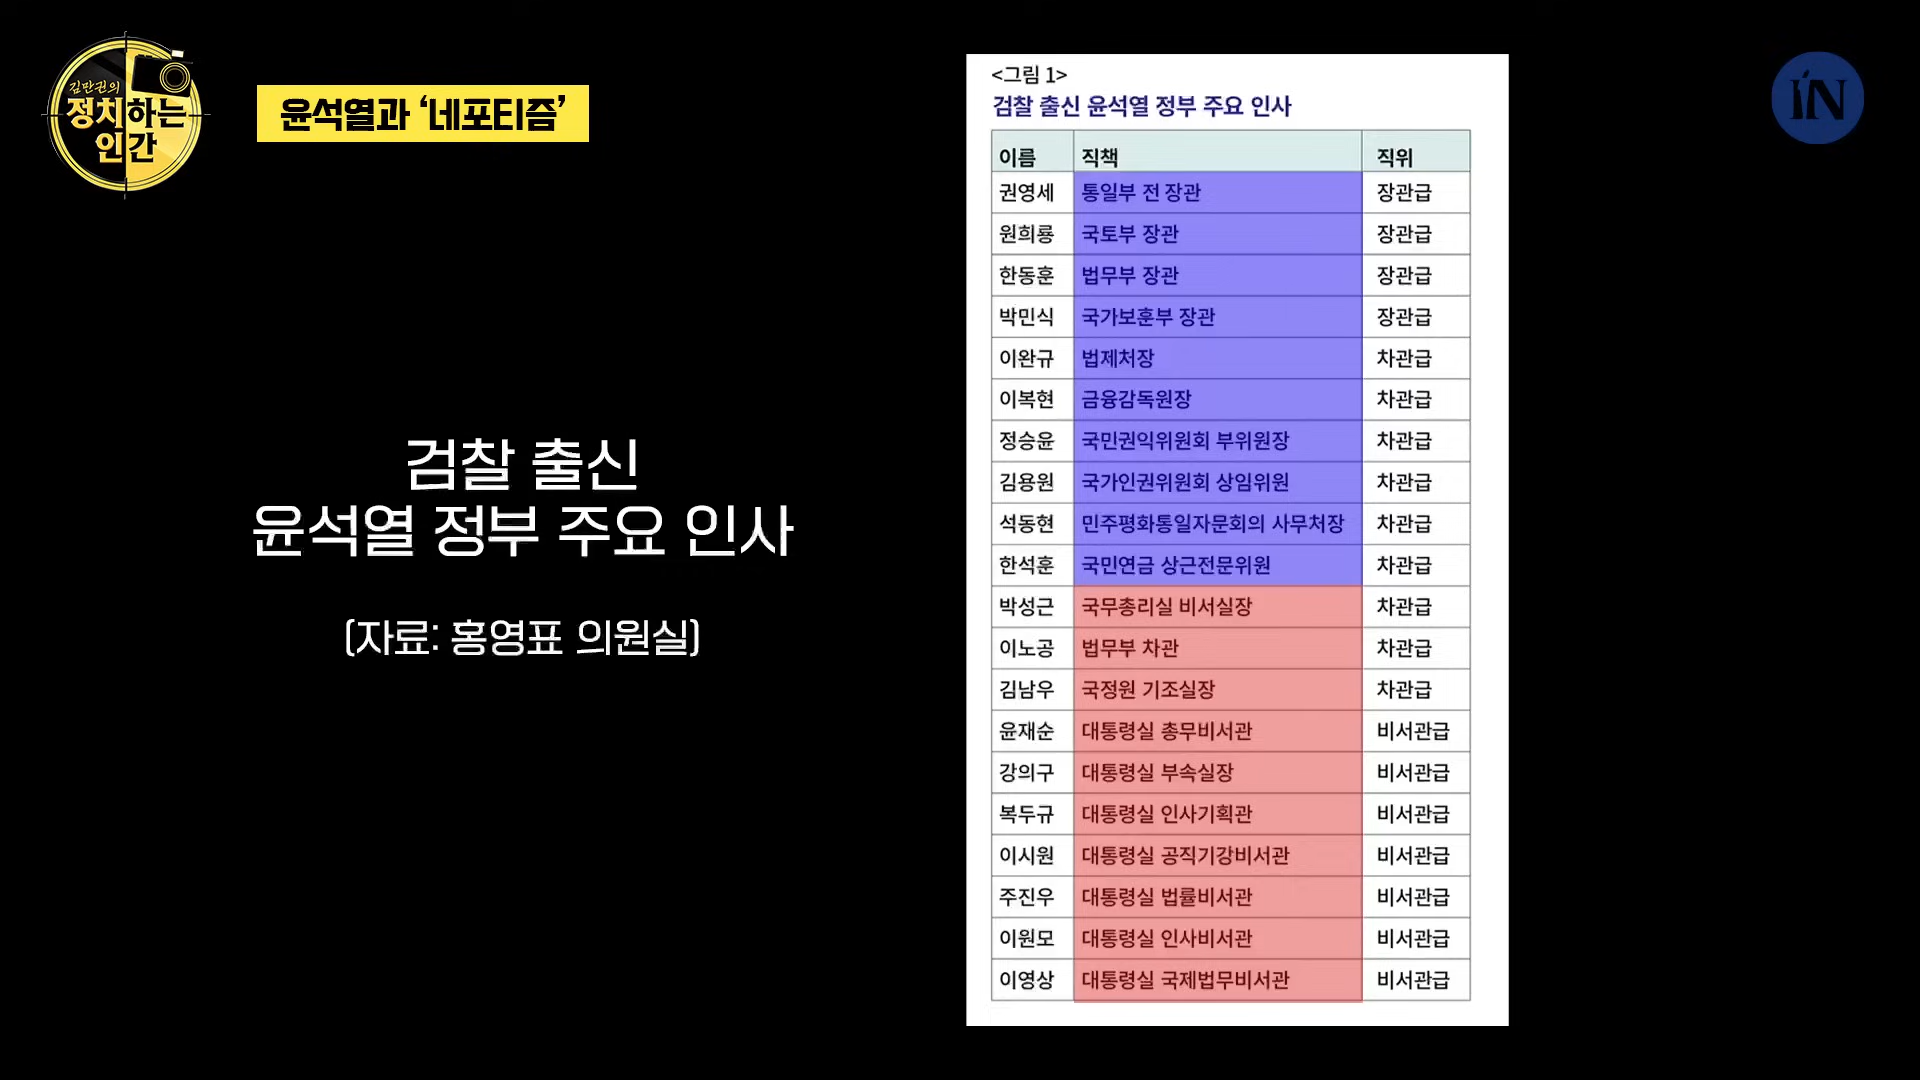 김만권의
정치하는
인간
윤석열과 ‘네포티즘’
IN
검찰 출신
윤석열 정부 주요 인사
(자료: 홍영표 의원실)
<그림 1>
검찰 출신 윤석열 정부 주요 인사
이름 직책 직위
권영세 통일부 전 장관 장관급
원희룡 국토부 장관 장관급
한동훈 법무부 장관 장관급
박민식 국가보훈부 장관 장관급
이완규 법제처장 차관급
이복현 금융감독원장 차관급
정승윤 국민권익위원회 부위원장 차관급
김용원 국가인권위원회 상임위원 차관급
석동현 민주평화통일자문회의 사무처장 차관급
한석훈 국민연금 상근전문위원 차관급
박성근 국무총리실 비서실장 차관급
이노공 법무부 차관 차관급
김남우 국정원 기조실장 차관급
윤재순 대통령실 총무비서관 비서관급
강의구 대통령실 부속실장 비서관급
복두규 대통령실 인사기획관 비서관급
이시원 대통령실 공직기강비서관 비서관급
주진우 대통령실 법률비서관 비서관급
이원모 대통령실 인사비서관 비서관급
이영상 대통령실 국제법무비서관 비서관급